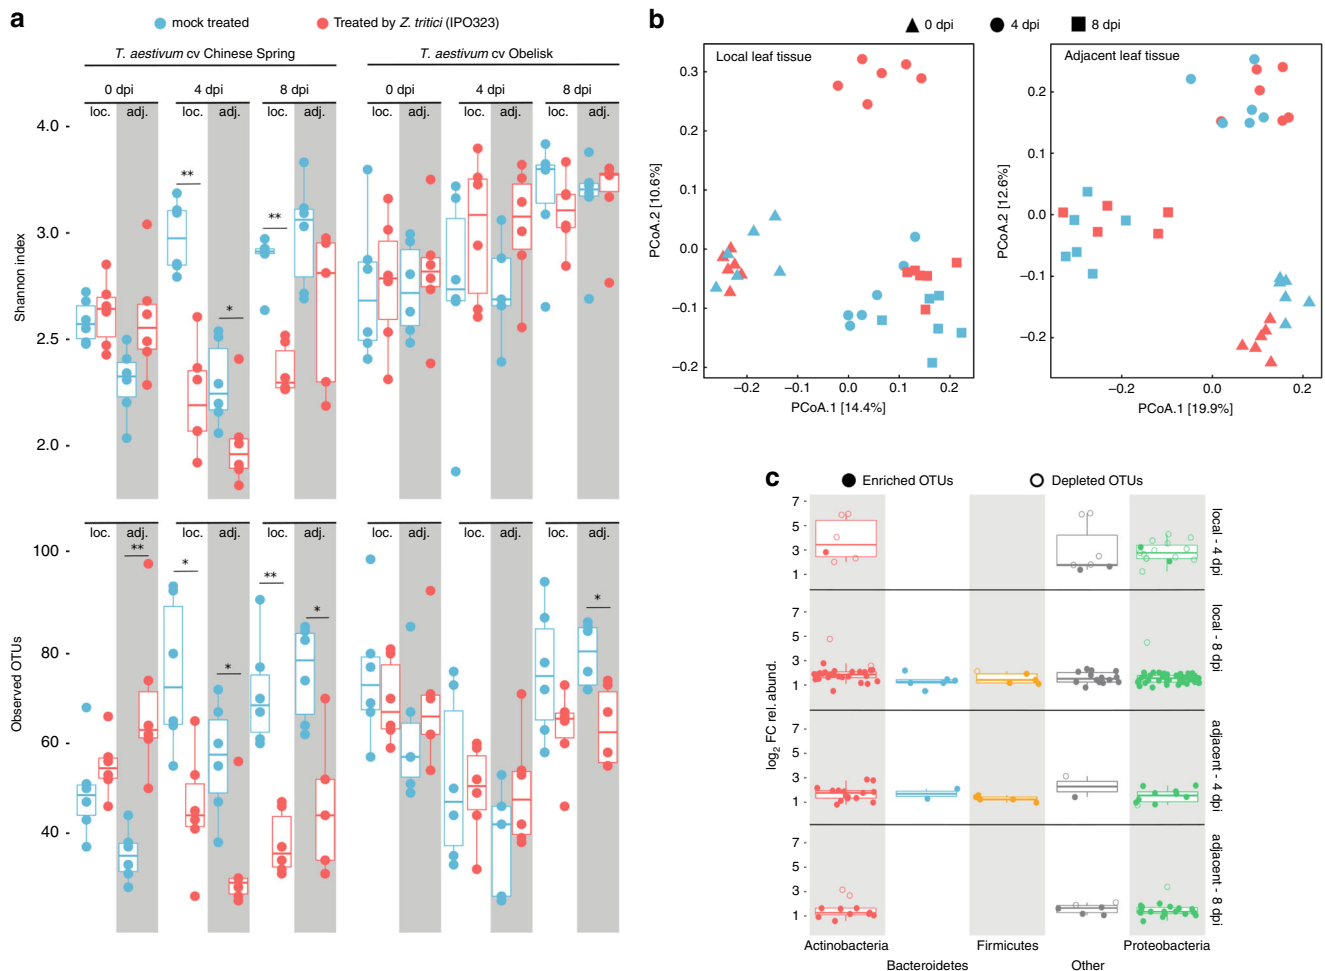 a
mock treated
Treated by Z. tritici (IPO323)
T. aestivum cv Chinese Spring
T. aestivum cv Obelisk
0 dpi 4 dpi 8 dpi 0 dpi 4 dpi 8 dpi
loc. adj. loc. adj. loc. adj. loc. adj. loc. adj. loc. adj.
Shannon index
4.0
3.0
2.5
2.0
** * **
loc. adj. loc. adj. loc. adj. loc. adj. loc. adj. loc. adj.
Observed OTUs
100
80
60
40
** * * ** * *
b
0 dpi 4 dpi 8 dpi
Local leaf tissue
PCoA.2 [10.6%]
0.3
0.2
0.1
0.0
−0.1
−0.2
−0.2 −0.1 0.0 0.1 0.2
PCoA.1 [14.4%]
Adjacent leaf tissue
PCoA.2 [12.6%]
0.2
0.1
0.0
−0.1
−0.2
−0.2 0.0 0.2
PCoA.1 [19.9%]
c
Enriched OTUs
Depleted OTUs
log2 FC rel. abund.
7
5
3
1
local - 4 dpi
7
5
3
1
local - 8 dpi
7
5
3
1
adjacent - 4 dpi
7
5
3
1
adjacent - 8 dpi
Actinobacteria Firmicutes Proteobacteria
Bacteroidetes Other